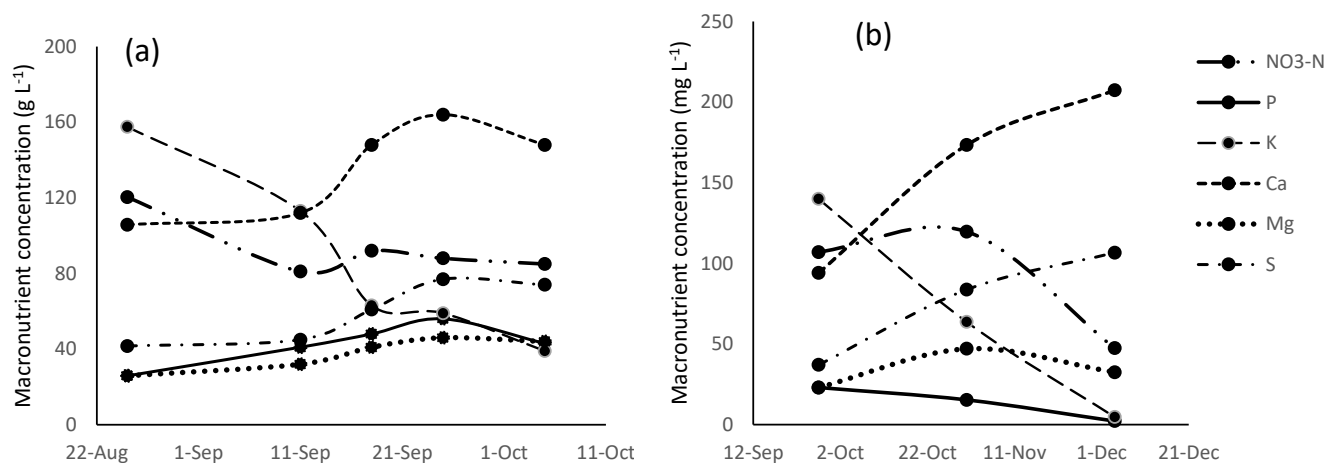 (a)
Macronutrient concentration (g L-1)
200
160
120
80
40
0
22-Aug 1-Sep 11-Sep 21-Sep 1-Oct 11-Oct
(b)
Macronutrient concentration (mg L-1)
250
200
150
100
50
0
12-Sep 2-Oct 22-Oct 11-Nov 1-Dec 21-Dec
NO3-N
P
K
Ca
Mg
S